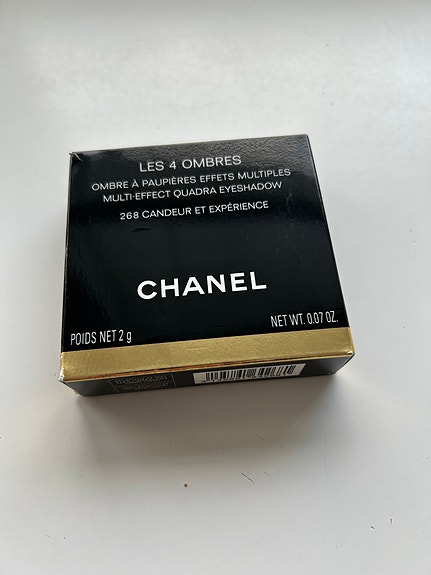 LES 4 OMBRES
OMBRE À PAUPIÈRES EFFETS MULTIPLES
MULTI-EFFECT QUADRA EYESHADOW
268 CANDEUR ET EXPÉRIENCE
CHANEL
POIDS NET 2 g
NET WT. 0.07 OZ.